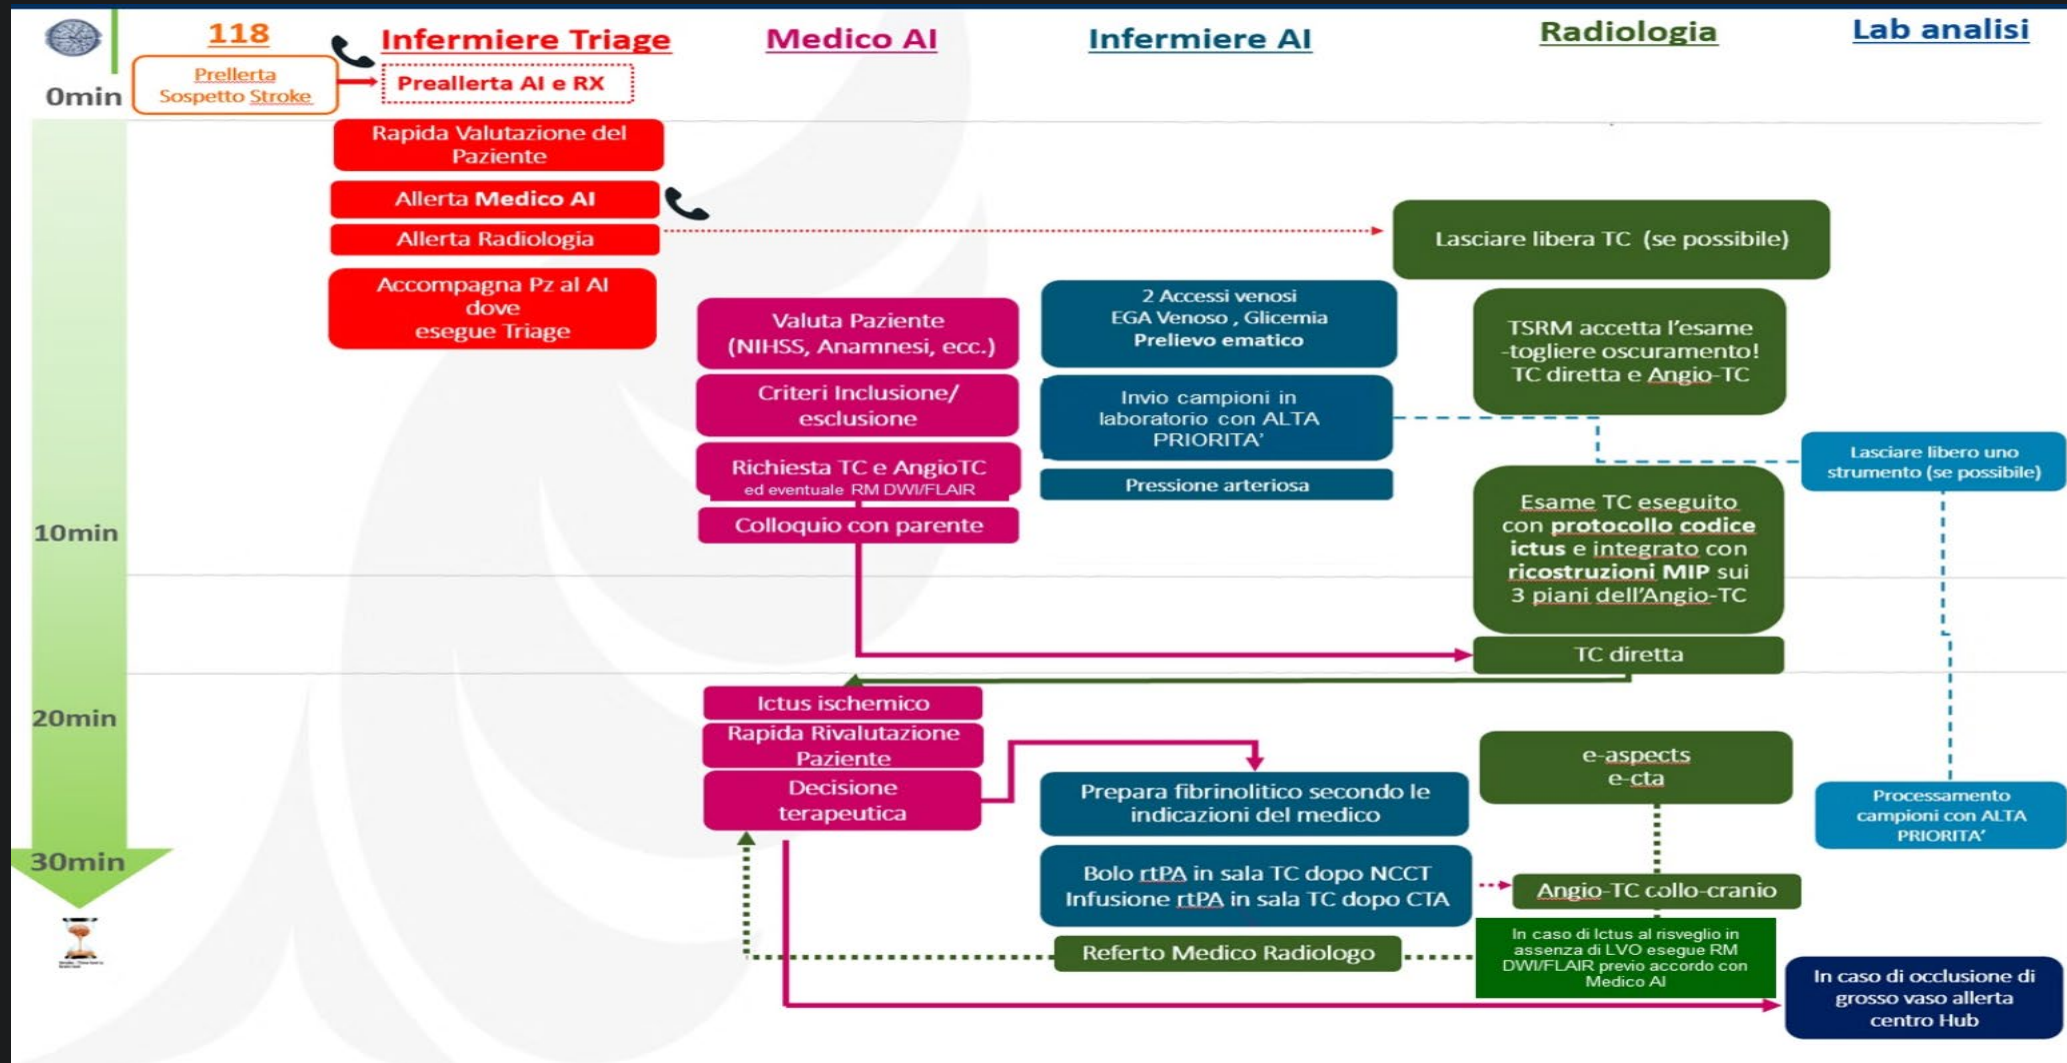 118
Infermiere Triage
Medico AI
Infermiere AI
Radiologia
Lab analisi
0min
Prellerta
Sospetto Stroke
Preallerta AI e RX
Rapida Valutazione del
Paziente
Allerta Medico AI
Allerta Radiologia
Accompagna Pz al AI
dove
esegue Triage
Valuta Paziente
(NIHSS, Anamnesi, ecc.)
Criteri Inclusione/
esclusione
Richiesta TC e AngioTC
ed eventuale RM DWI/FLAIR
Colloquio con parente
2 Accessi venosi
EGA Venoso , Glicemia
Prelievo ematico
Invio campioni in
laboratorio con ALTA
PRIORITA’
Pressione arteriosa
Lasciare libera TC (se possibile)
TSRM accetta l’esame
-togliere oscuramento!
TC diretta e Angio-TC
Esame TC eseguito
con protocollo codice
ictus e integrato con
ricostruzioni MIP sui
3 piani dell’Angio-TC
TC diretta
Lasciare libero uno
strumento (se possibile)
10min
20min
Ictus ischemico
Rapida Rivalutazione
Paziente
Decisione
terapeutica
Prepara fibrinolitico secondo le
indicazioni del medico
Bolo rtPA in sala TC dopo NCCT
Infusione rtPA in sala TC dopo CTA
Referto Medico Radiologo
e-aspects
e-cta
Angio-TC collo-cranio
In caso di Ictus al risveglio in
assenza di LVO esegue RM
DWI/FLAIR previo accordo con
Medico AI
Processamento
campioni con ALTA
PRIORITA’
In caso di occlusione di
grosso vaso allerta
centro Hub
30min